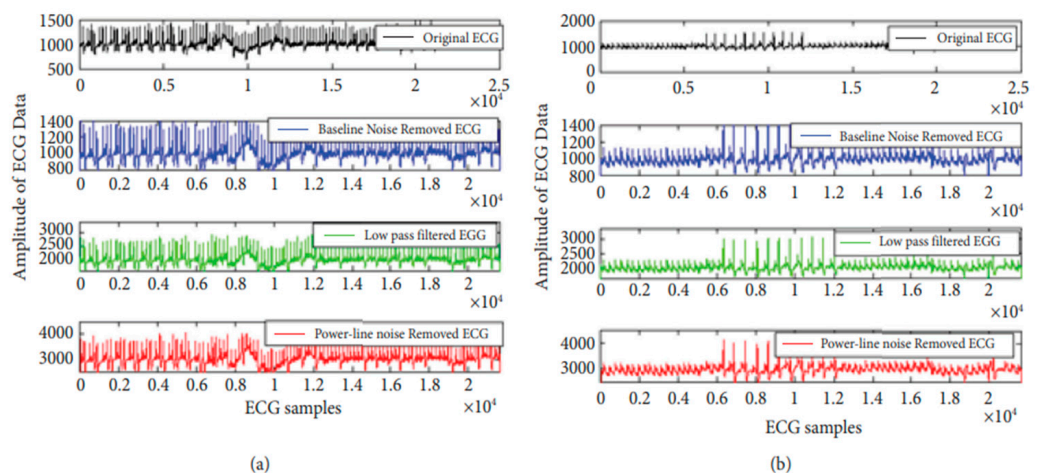 Amplitude of ECG Data
1500
1000
500
Original ECG
0 0.5 1 1.5 2 2.5
×10⁴
1400
1200
1000
800
Baseline Noise Removed ECG
0 0.2 0.4 0.6 0.8 1 1.2 1.4 1.6 1.8 2
×10⁴
3000
2500
2000
Low pass filtered EGG
0 0.2 0.4 0.6 0.8 1 1.2 1.4 1.6 1.8 2
×10⁴
4000
3000
Power-line noise Removed ECG
0 0.2 0.4 0.6 0.8 1 1.2 1.4 1.6 1.8 2
×10⁴
ECG samples
(a)
Amplitude of ECG Data
2000
1000
0
Original ECG
0 0.5 1 1.5 2 2.5
×10⁴
1400
1200
1000
800
Baseline Noise Removed ECG
0 0.2 0.4 0.6 0.8 1 1.2 1.4 1.6 1.8 2
×10⁴
3000
2500
2000
Low pass filtered EGG
0 0.2 0.4 0.6 0.8 1 1.2 1.4 1.6 1.8 2
×10⁴
4000
3000
Power-line noise Removed ECG
0 0.2 0.4 0.6 0.8 1 1.2 1.4 1.6 1.8 2
×10⁴
ECG samples
(b)